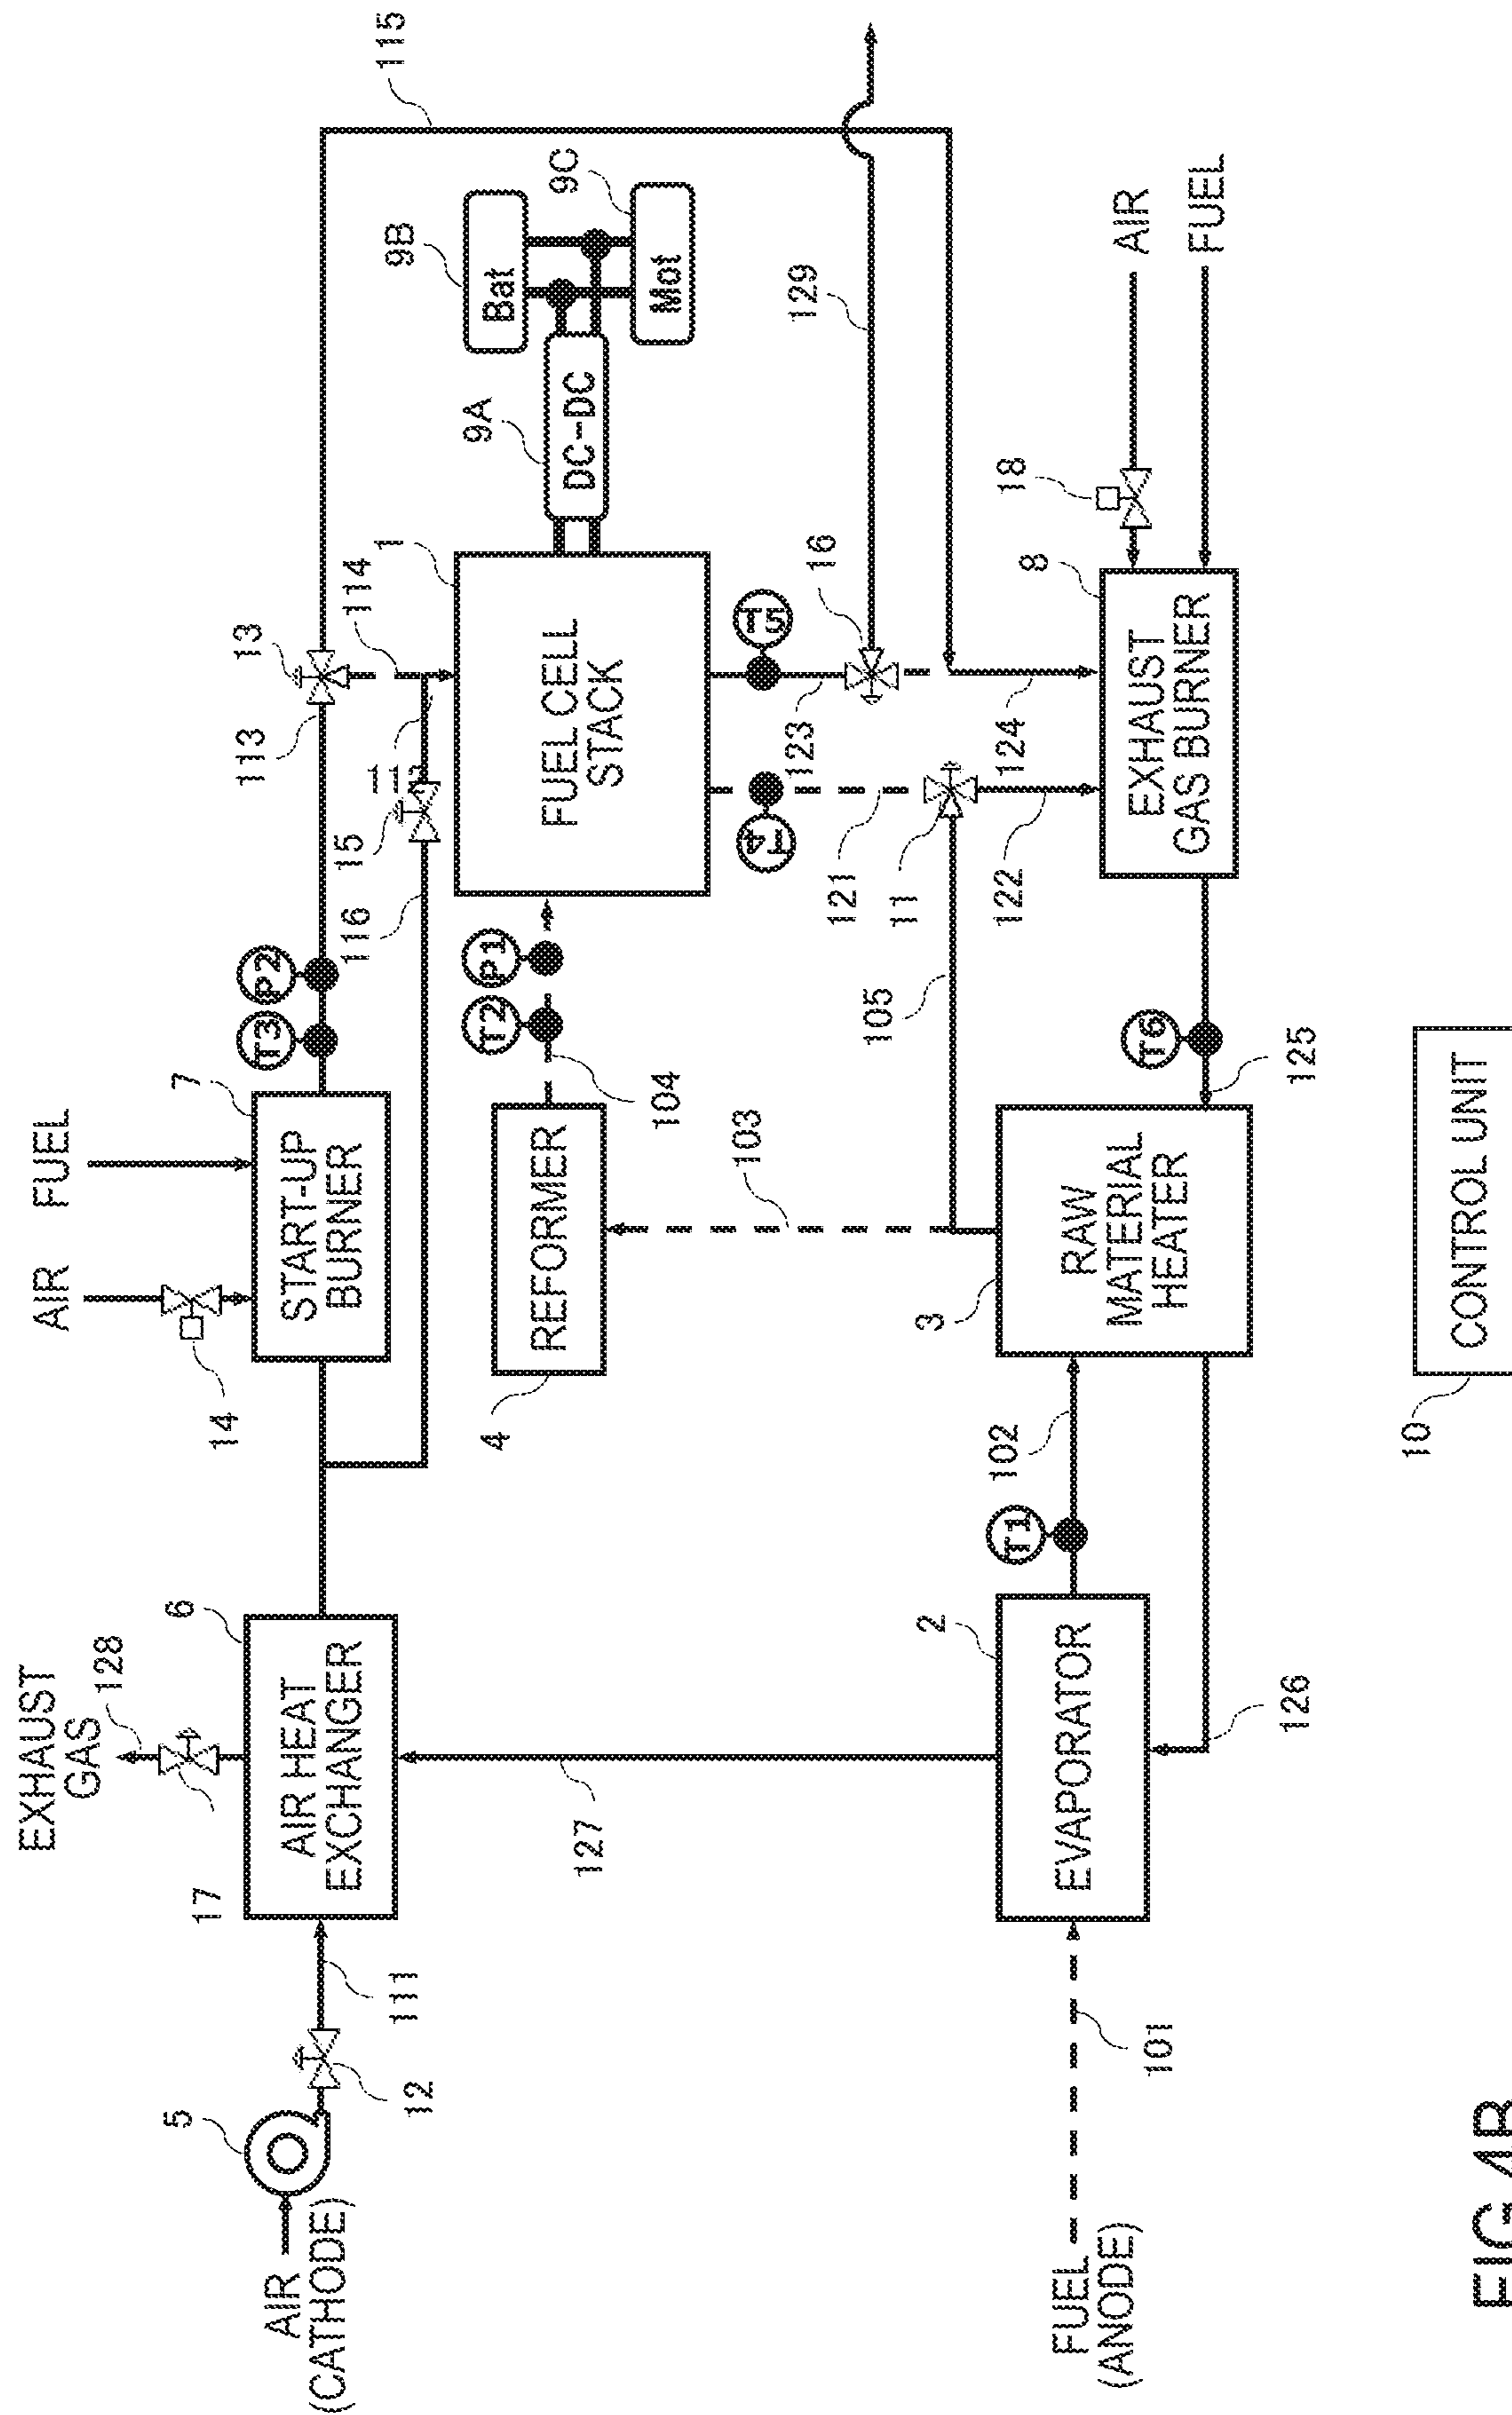 EXHAUST
GAS
AIR
FUEL
128
5
17
6
14
7
T3
P2
113
13
115
AIR
(CATHODE)
AIR HEAT
EXCHANGER
START-UP
BURNER
12
111
116
15
114
1
9A
9B
9C
Bat
4
T2
P1
REFORMER
FUEL CELL
STACK
DC-DC
Mot
127
104
103
T4
T5
123
16
129
121
11
105
2
3
102
T1
122
124
18
8
FUEL
(ANODE)
EVAPORATOR
RAW
MATERIAL
HEATER
EXHAUST
GAS BURNER
AIR
FUEL
101
T6
126
125
10
CONTROL UNIT
FIG.4B